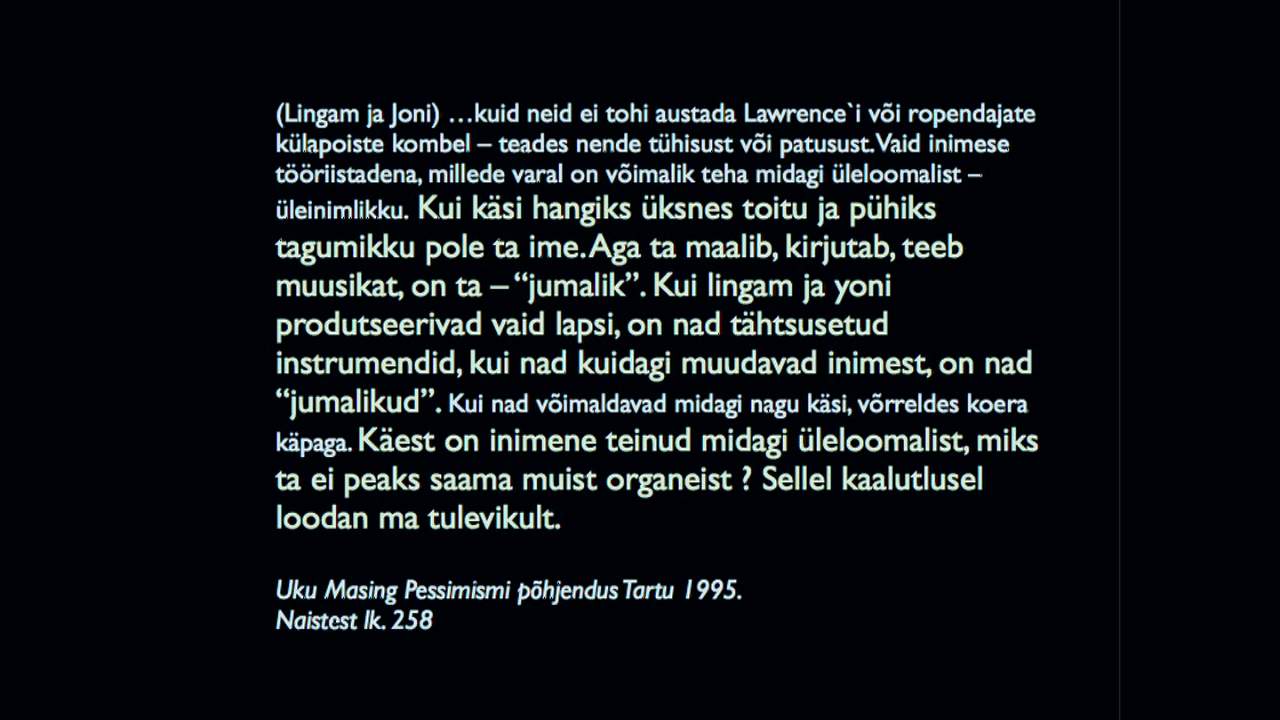 (Lingam ja Joni) …kuid neid ei tohi austada Lawrence`i või ropendajate
külapoiste kombel – teades nende tühisust või patusust. Vaid inimese
tööriistadena, millede varal on võimalik teha midagi üleloomalist –
üleinimlikku. Kui käsi hangiks üksnes toitu ja pühiks
tagumikku pole ta ime. Aga ta maalib, kirjutab, teeb
muusikat, on ta – “jumalik”. Kui lingam ja yoni
produtseerivad vaid lapsi, on nad tähtsusetud
instrumendid, kui nad kuidagi muudavad inimest, on nad
“jumalikud”. Kui nad võimaldavad midagi nagu käsi, võrreldes koera
käpaga. Käest on inimene teinud midagi üleloomalist, miks
ta ei peaks saama muist organeist ? Sellel kaalutlusel
loodan ma tulevikult.
Uku Masing Pessimismi põhjendus Tartu 1995.
Naistest lk. 258